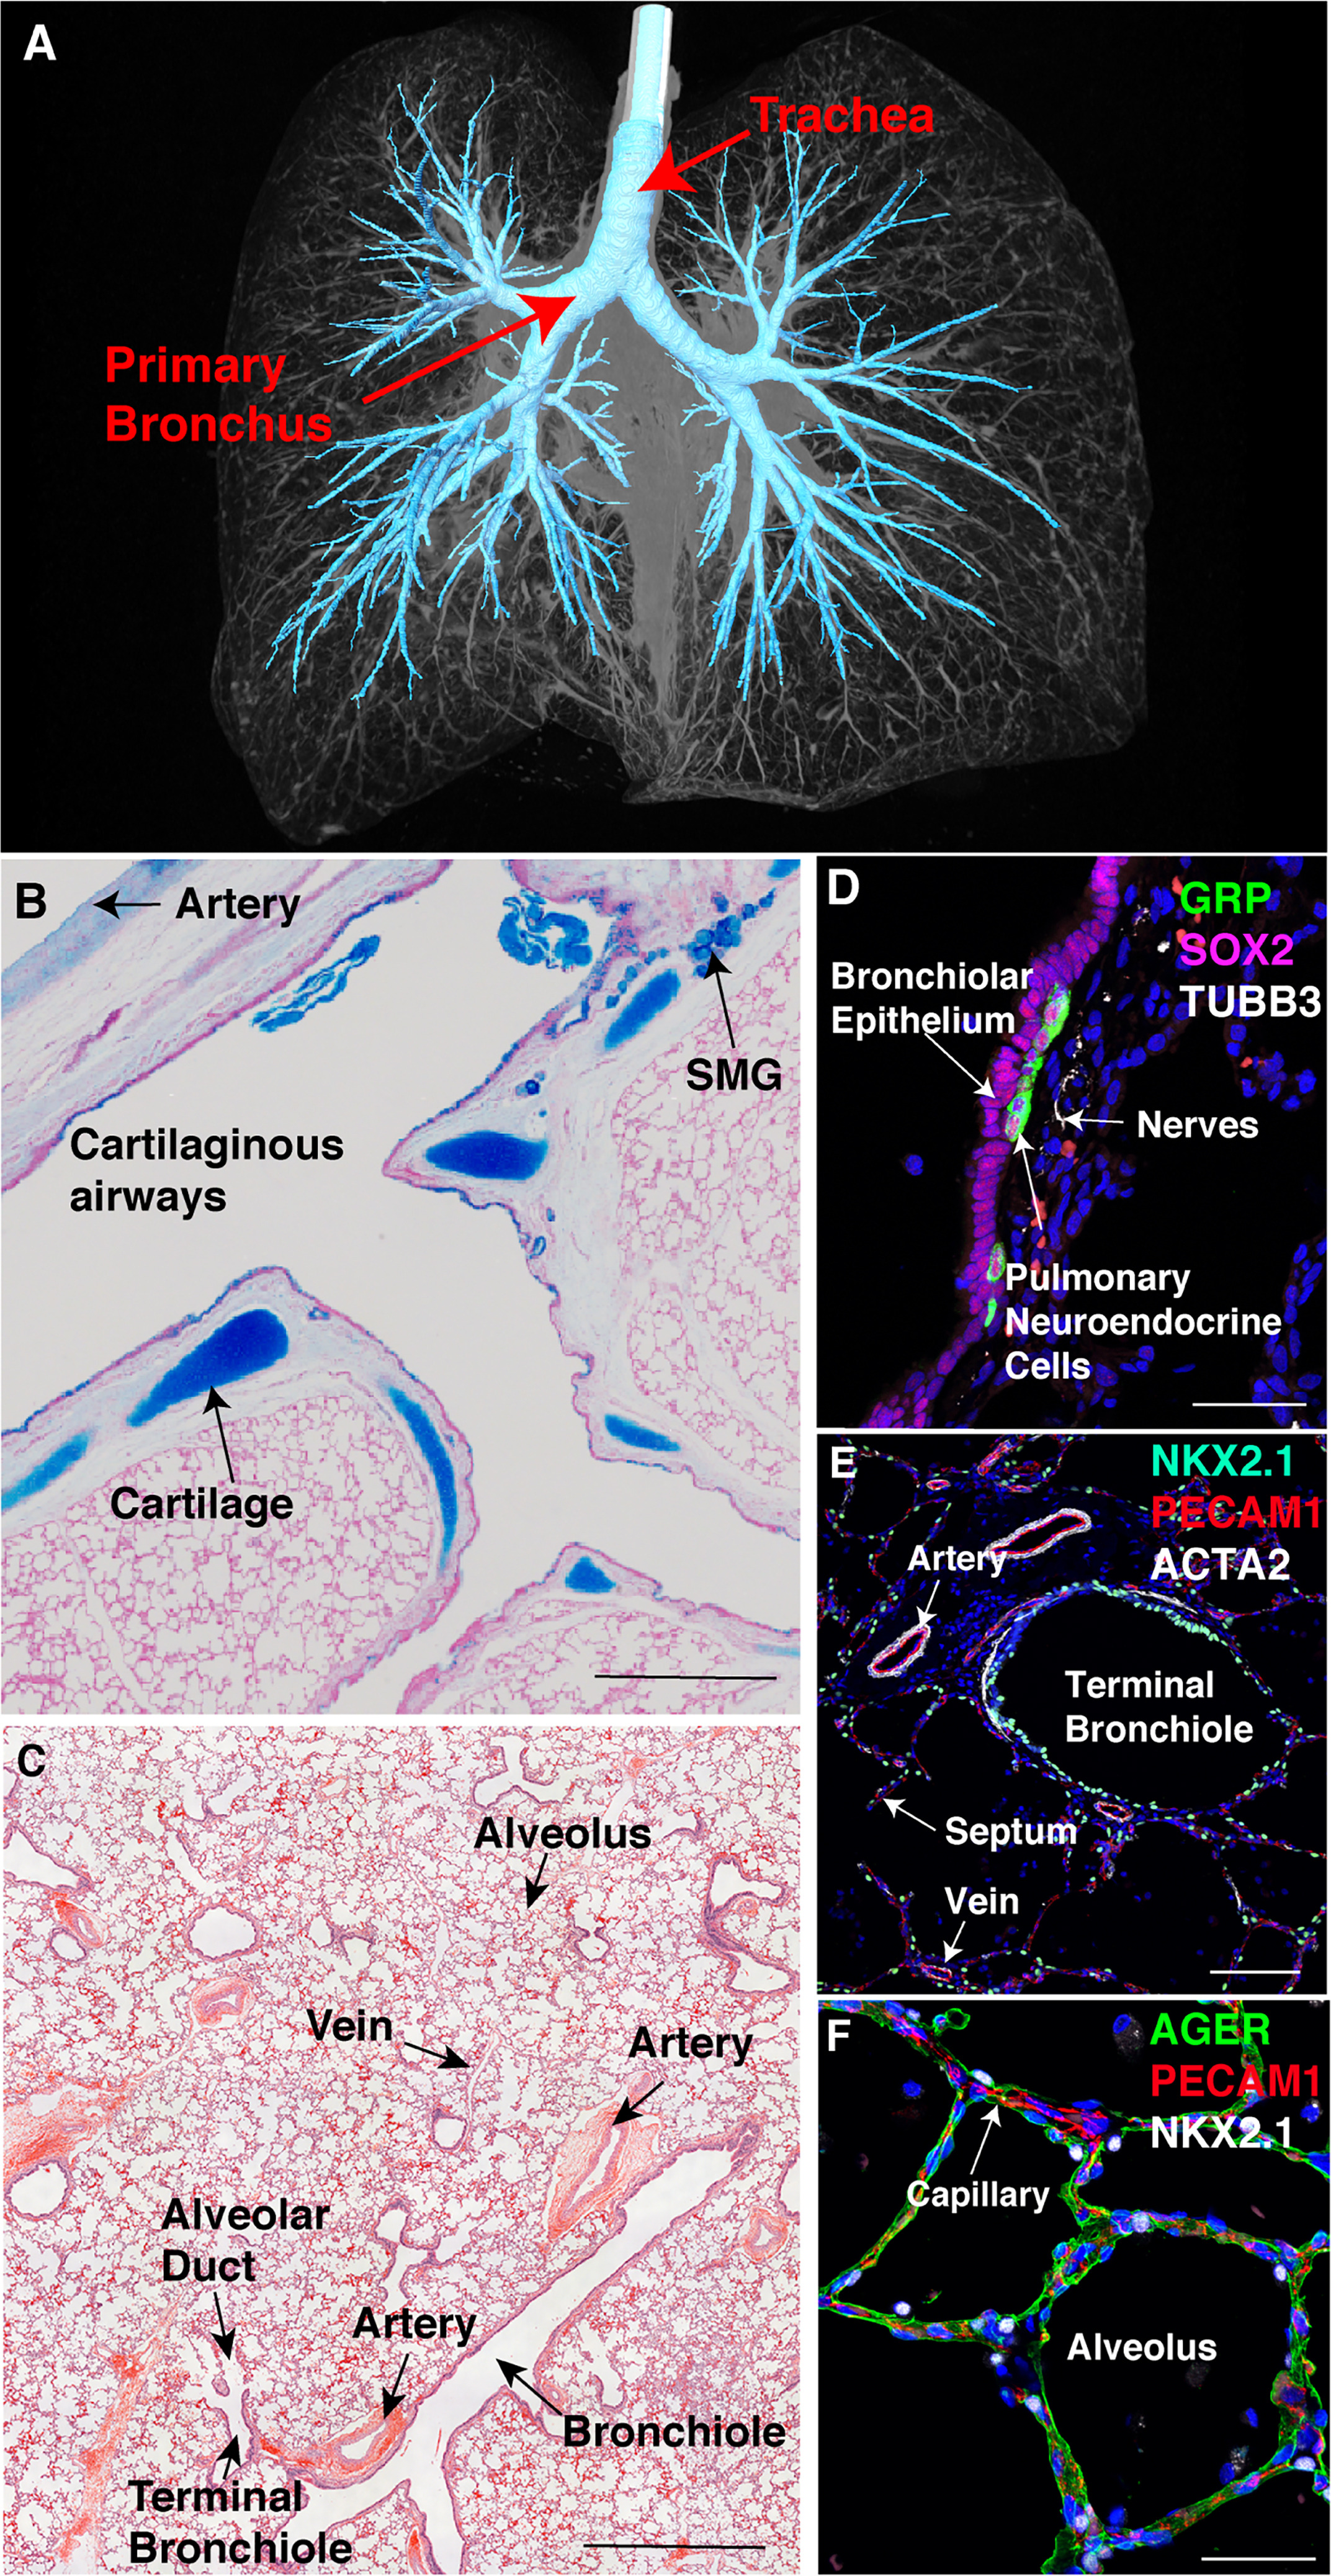 A
Trachea
Primary
Bronchus
B
Artery
SMG
Cartilaginous
airways
Cartilage
C
Alveolus
Vein
Artery
Alveolar
Duct
Artery
Bronchiole
Terminal
Bronchiole
D
GRP
SOX2
TUBB3
Bronchiolar
Epithelium
Nerves
Pulmonary
Neuroendocrine
Cells
E
NKX2.1
PECAM1
ACTA2
Artery
Terminal
Bronchiole
Septum
Vein
F
AGER
PECAM1
NKX2.1
Capillary
Alveolus